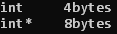 int     4bytes
int*    8bytes